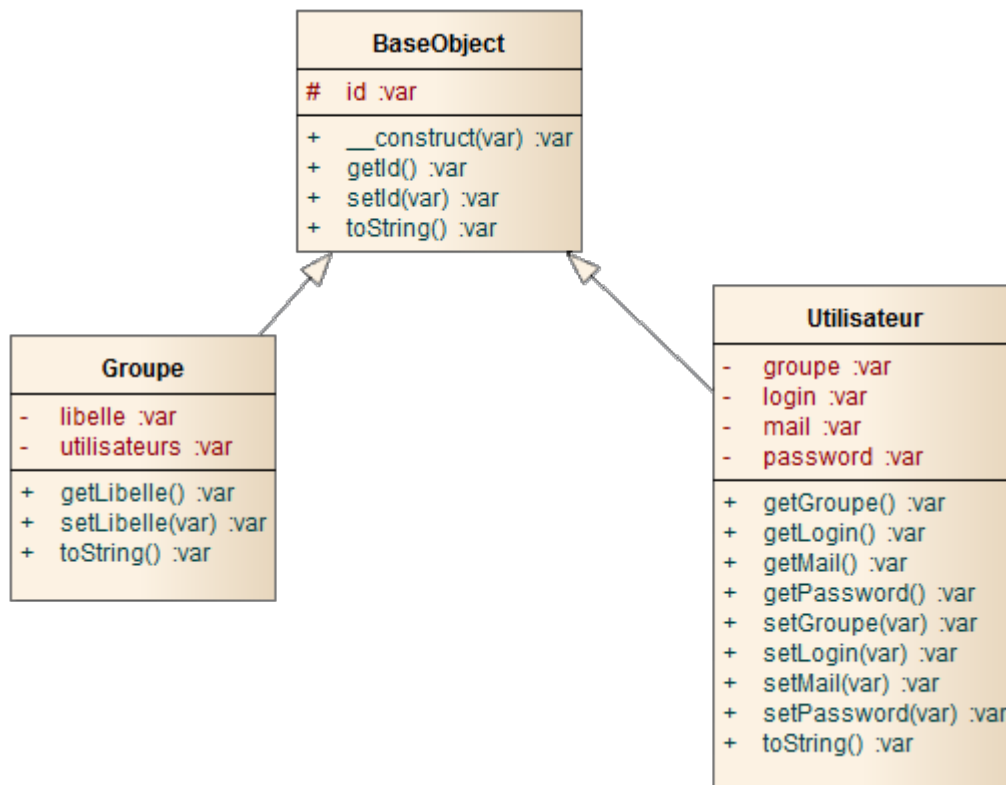 BaseObject
# id :var
+ __construct(var) :var
+ getId() :var
+ setId(var) :var
+ toString() :var
Groupe
- libelle :var
- utilisateurs :var
+ getLibelle() :var
+ setLibelle(var) :var
+ toString() :var
Utilisateur
- groupe :var
- login :var
- mail :var
- password :var
+ getGroupe() :var
+ getLogin() :var
+ getMail() :var
+ getPassword() :var
+ setGroupe(var) :var
+ setLogin(var) :var
+ setMail(var) :var
+ setPassword(var) :var
+ toString() :var